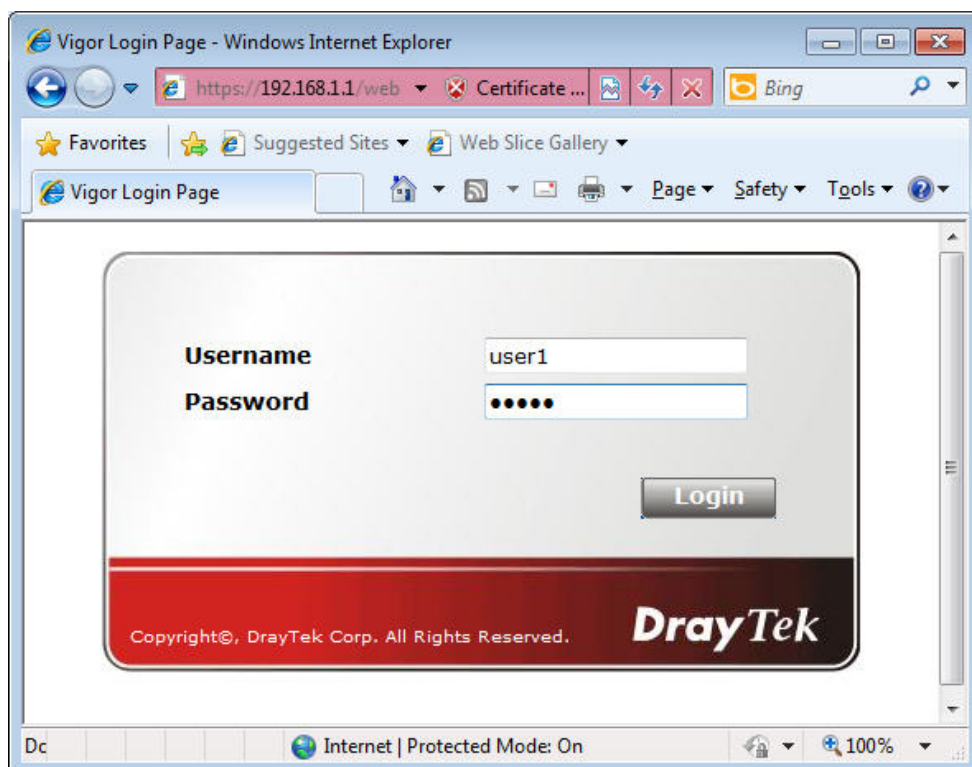 Vigor Login Page - Windows Internet Explorer
https://192.168.1.1/web Certificate ... Bing
Favorites Suggested Sites Web Slice Gallery
Vigor Login Page Page Safety Tools
Username user1
Password •••••
Login
Copyright©, DrayTek Corp. All Rights Reserved. DrayTek
Dc Internet | Protected Mode: On 100%